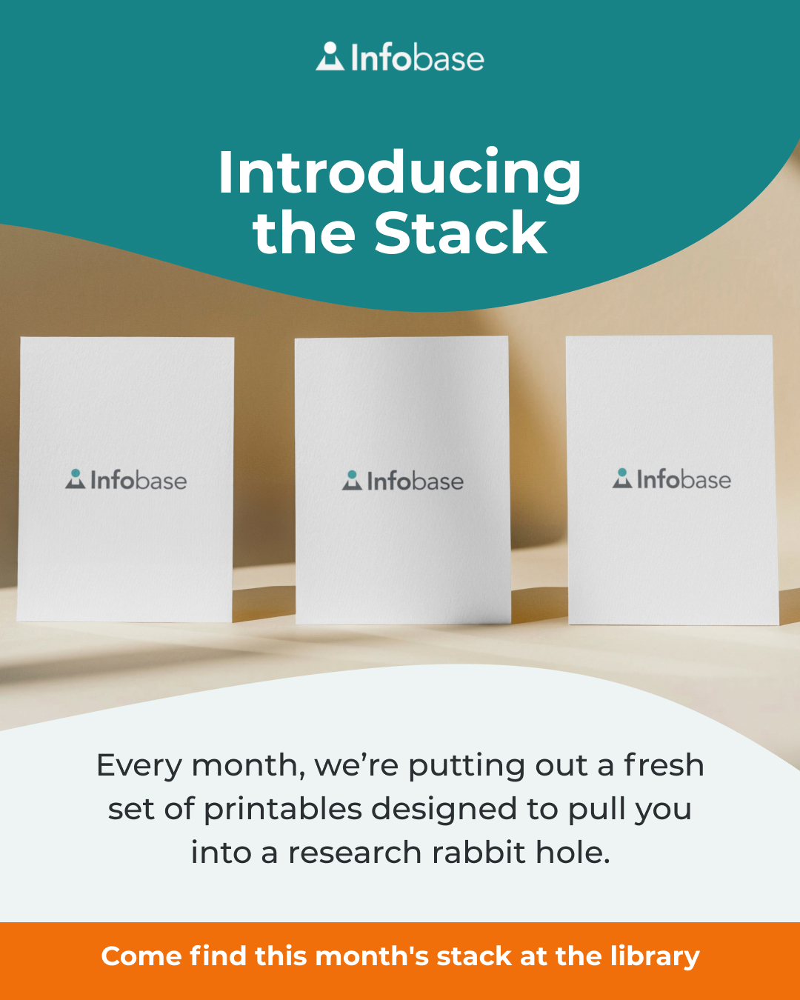 Infobase
Introducing
the Stack
Infobase
Infobase
Infobase
Every month, we’re putting out a fresh
set of printables designed to pull you
into a research rabbit hole.
Come find this month's stack at the library